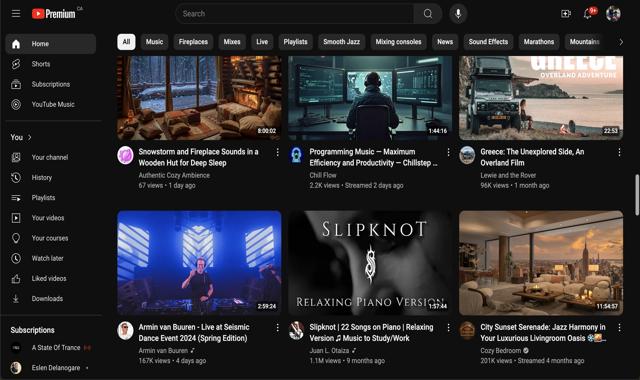 Premium CA
Search
9+
Home
Shorts
Subscriptions
YouTube Music
You
Your channel
History
Playlists
Your videos
Your courses
Watch later
Liked videos
Downloads
Subscriptions
A State Of Trance
Eslen Delanogare
All Music Fireplaces Mixes Live Playlists Smooth Jazz Mixing consoles News Sound Effects Marathons Mountains
8:00:02
Snowstorm and Fireplace Sounds in a
Wooden Hut for Deep Sleep
Authentic Cozy Ambience
67 views • 1 day ago
1:44:16
Programming Music — Maximum
Efficiency and Productivity — Chillstep ...
Chill Flow
2.2K views • Streamed 2 days ago
GREECE
OVERLAND ADVENTURE
22:53
Greece: The Unexplored Side, An
Overland Film
Lewie and the Rover
96K views • 1 month ago
2:59:24
Armin van Buuren - Live at Seismic
Dance Event 2024 (Spring Edition)
Armin van Buuren
167K views • 4 days ago
SLIPKNOT
RELAXING PIANO VERSION
1:57:44
Slipknot | 22 Songs on Piano | Relaxing
Version 🎵 Music to Study/Work
Juan L. Otaiza
1.1M views • 9 months ago
11:54:57
City Sunset Serenade: Jazz Harmony in
Your Luxurious Livingroom Oasis
Cozy Bedroom
201K views • Streamed 4 months ago